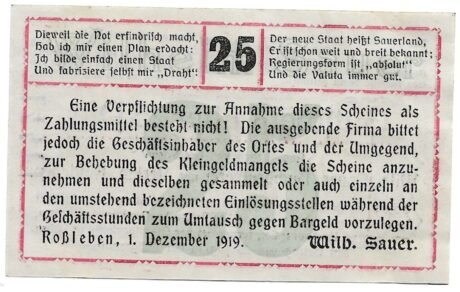 Dieweil die Not erfindrisch macht,
Hab ich mir einen Plan erdacht:
Ich bilde einfach einen Staat
Und fabriziere selbst mir „Draht“
25
Der neue Staat heißt Sauerland,
Er ist schon weit und breit bekannt;
Regierungsform ist „absolut“
Und die Valuta immer gut.
Eine Verpflichtung zur Annahme dieses Scheines als
Zahlungsmittel besteht nicht! Die ausgebende Firma bittet
jedoch die Geschäftsinhaber des Ortes und der Umgegend,
zur Behebung des Kleingeldmangels die Scheine anzu-
nehmen und dieselben gesammelt oder auch einzeln an
den umstehend bezeichneten Einlösungsstellen während der
Geschäftsstunden zum Umtausch gegen Bargeld vorzulegen.
Roßleben, 1. Dezember 1919. Wilh. Sauer.